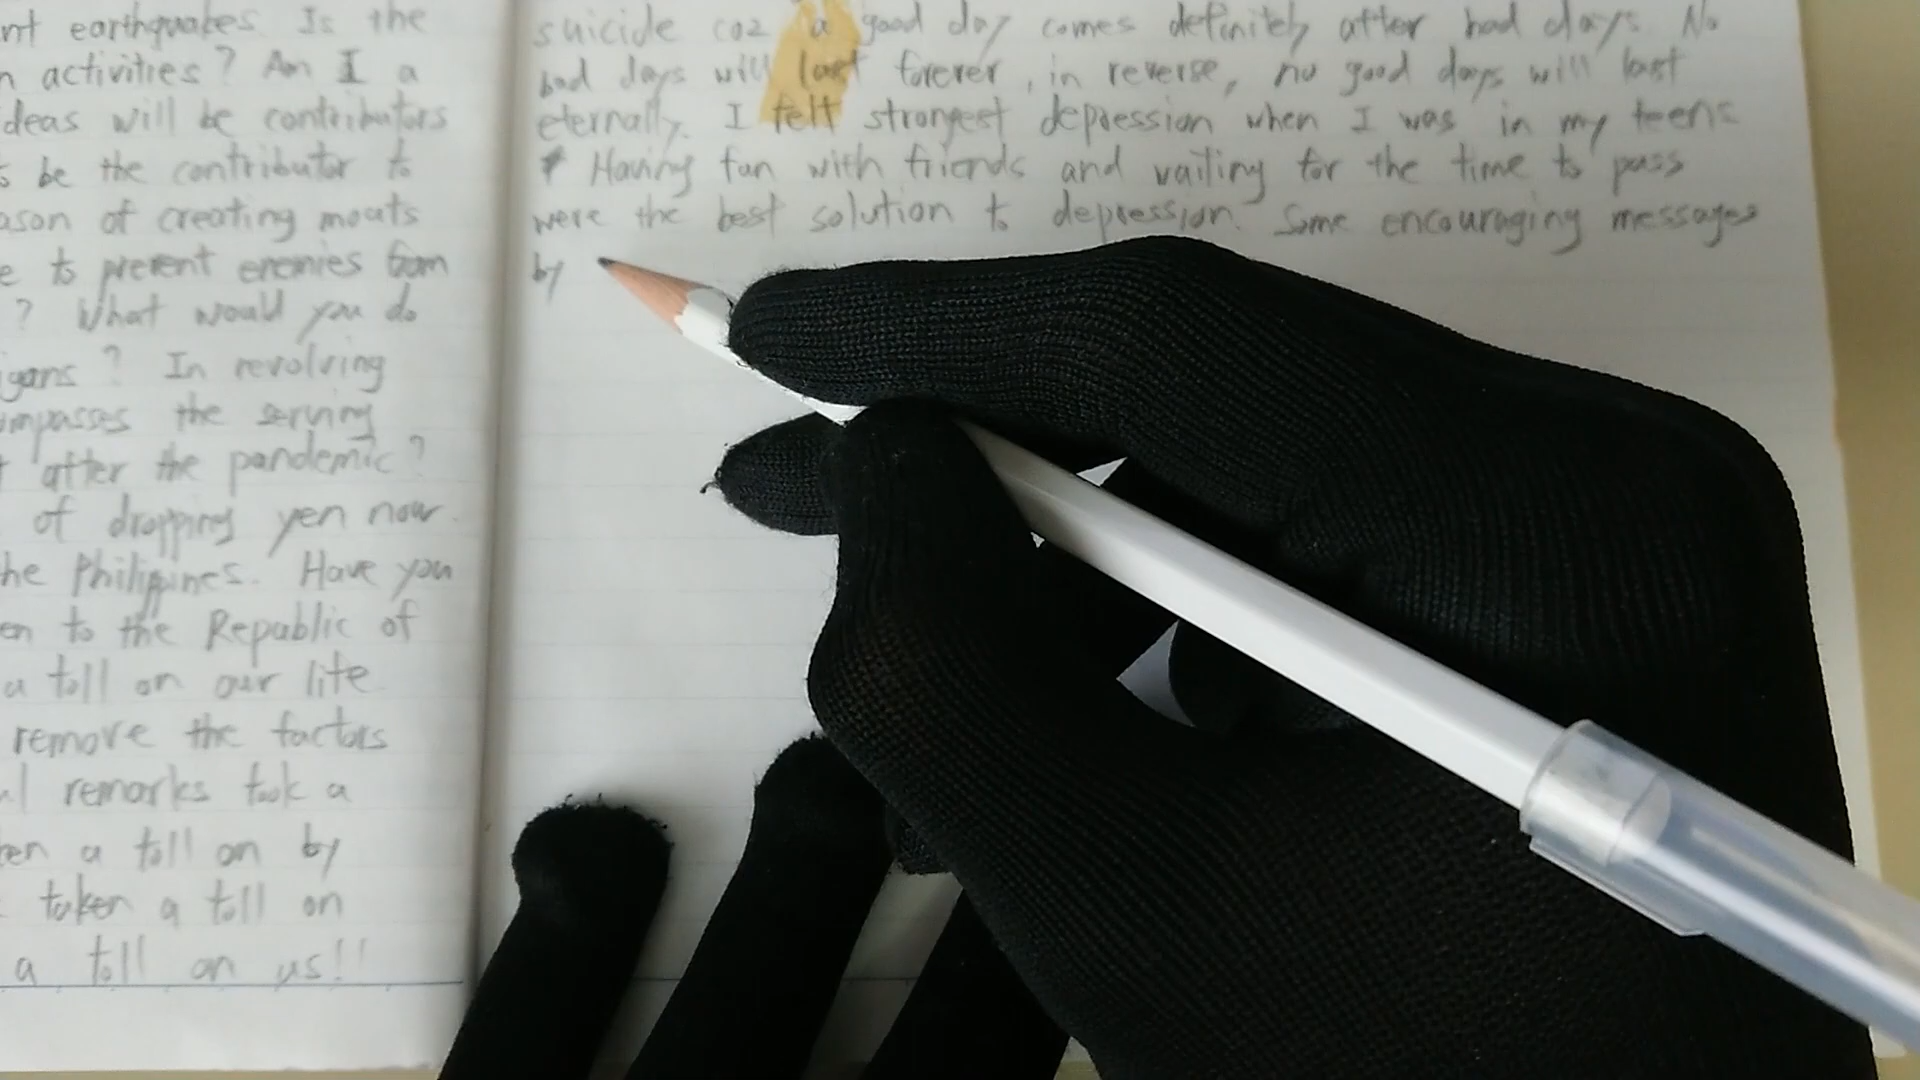 nt earthquakes. Is the
n activities? Am I a
deas will be contributors
s be the contributor to
ason of creating moats
e to prevent enemies from
? What would you do
igans? In revolving
mpasses the serving
t after the pandemic?
of dropping yen now.
he Philippines. Have you
en to the Republic of
a toll on our life
remove the factors
ul remarks took a
ken a toll on by
taken a toll on
a toll on us!!
suicide coz "a good day comes definitely after bad days. No
bad days will last forever, in reverse, no good days will last
eternally. I felt strongest depression when I was in my teens
Having fun with friends and waiting for the time to pass
were the best solution to depression. Some encouraging messages
by